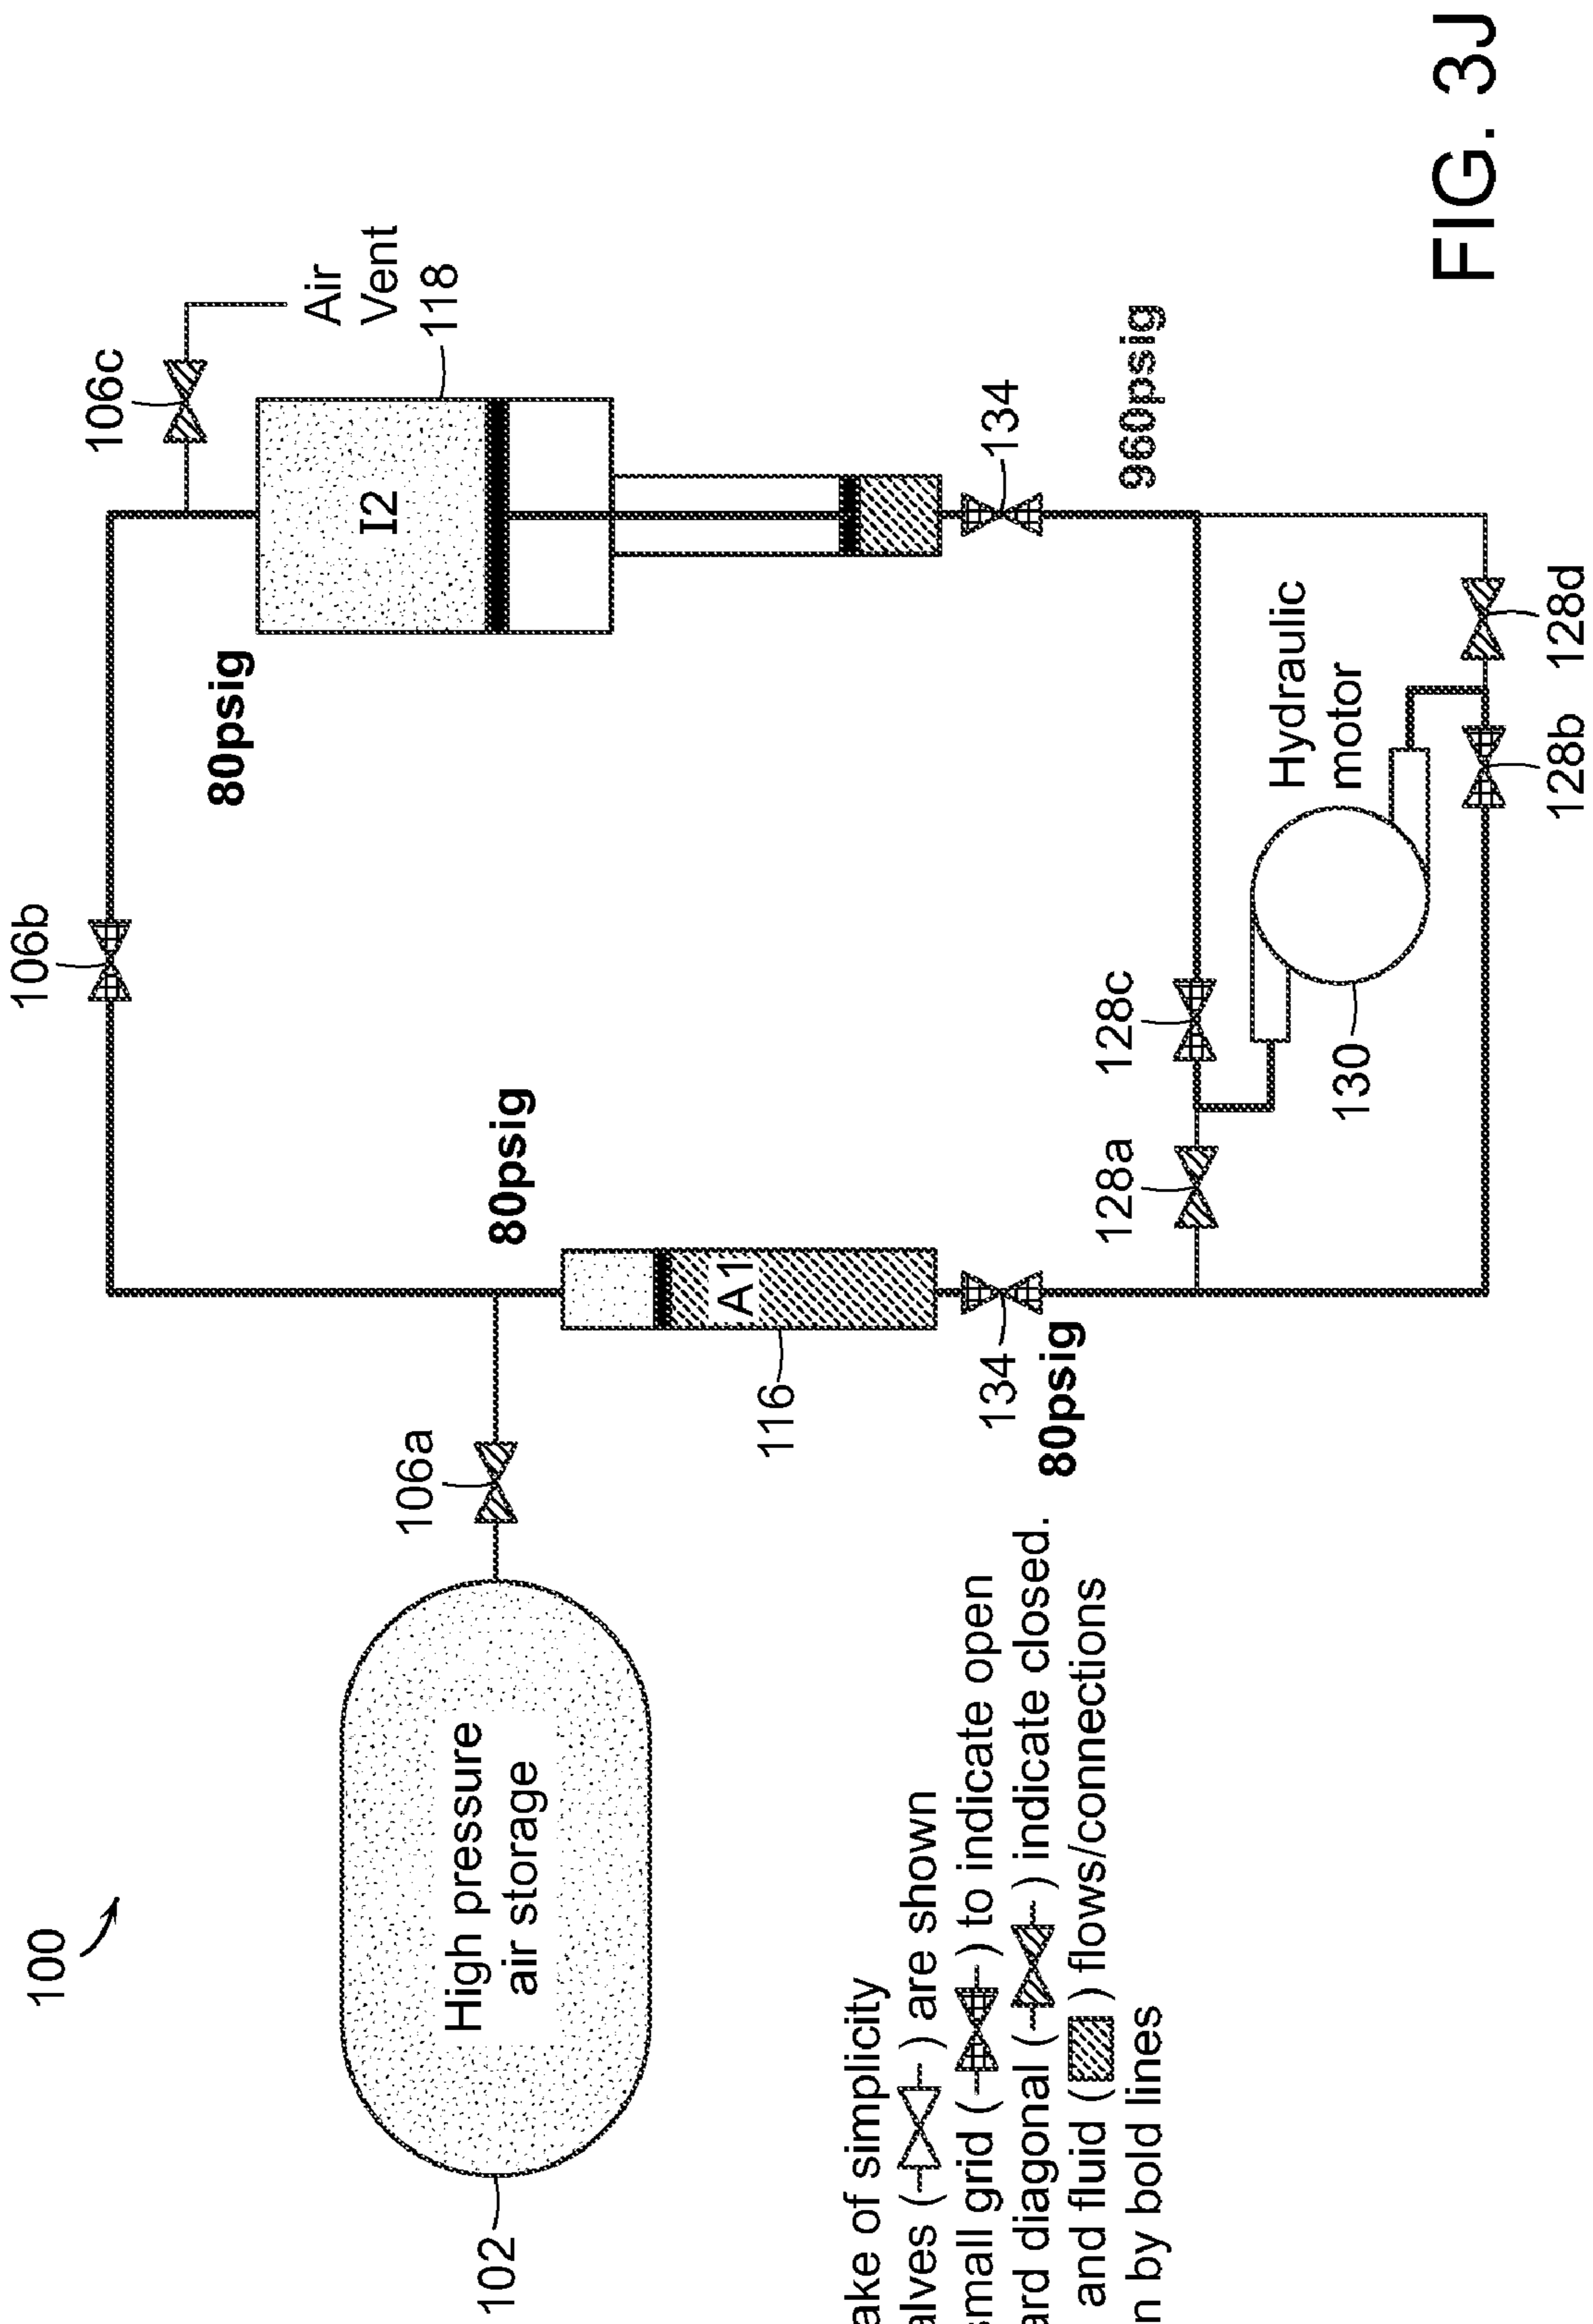 100
106b
106c
80psig
Air
Vent
118
I2
106a
High pressure
air storage
102
80psig
A1
116
134
80psig
134
960psig
128a
128c
Hydraulic
motor
130
128b
128d
ake of simplicity
alves ( ) are shown
small grid ( ) to indicate open
ard diagonal ( ) indicate closed.
and fluid ( ) flows/connections
n by bold lines
FIG. 3J